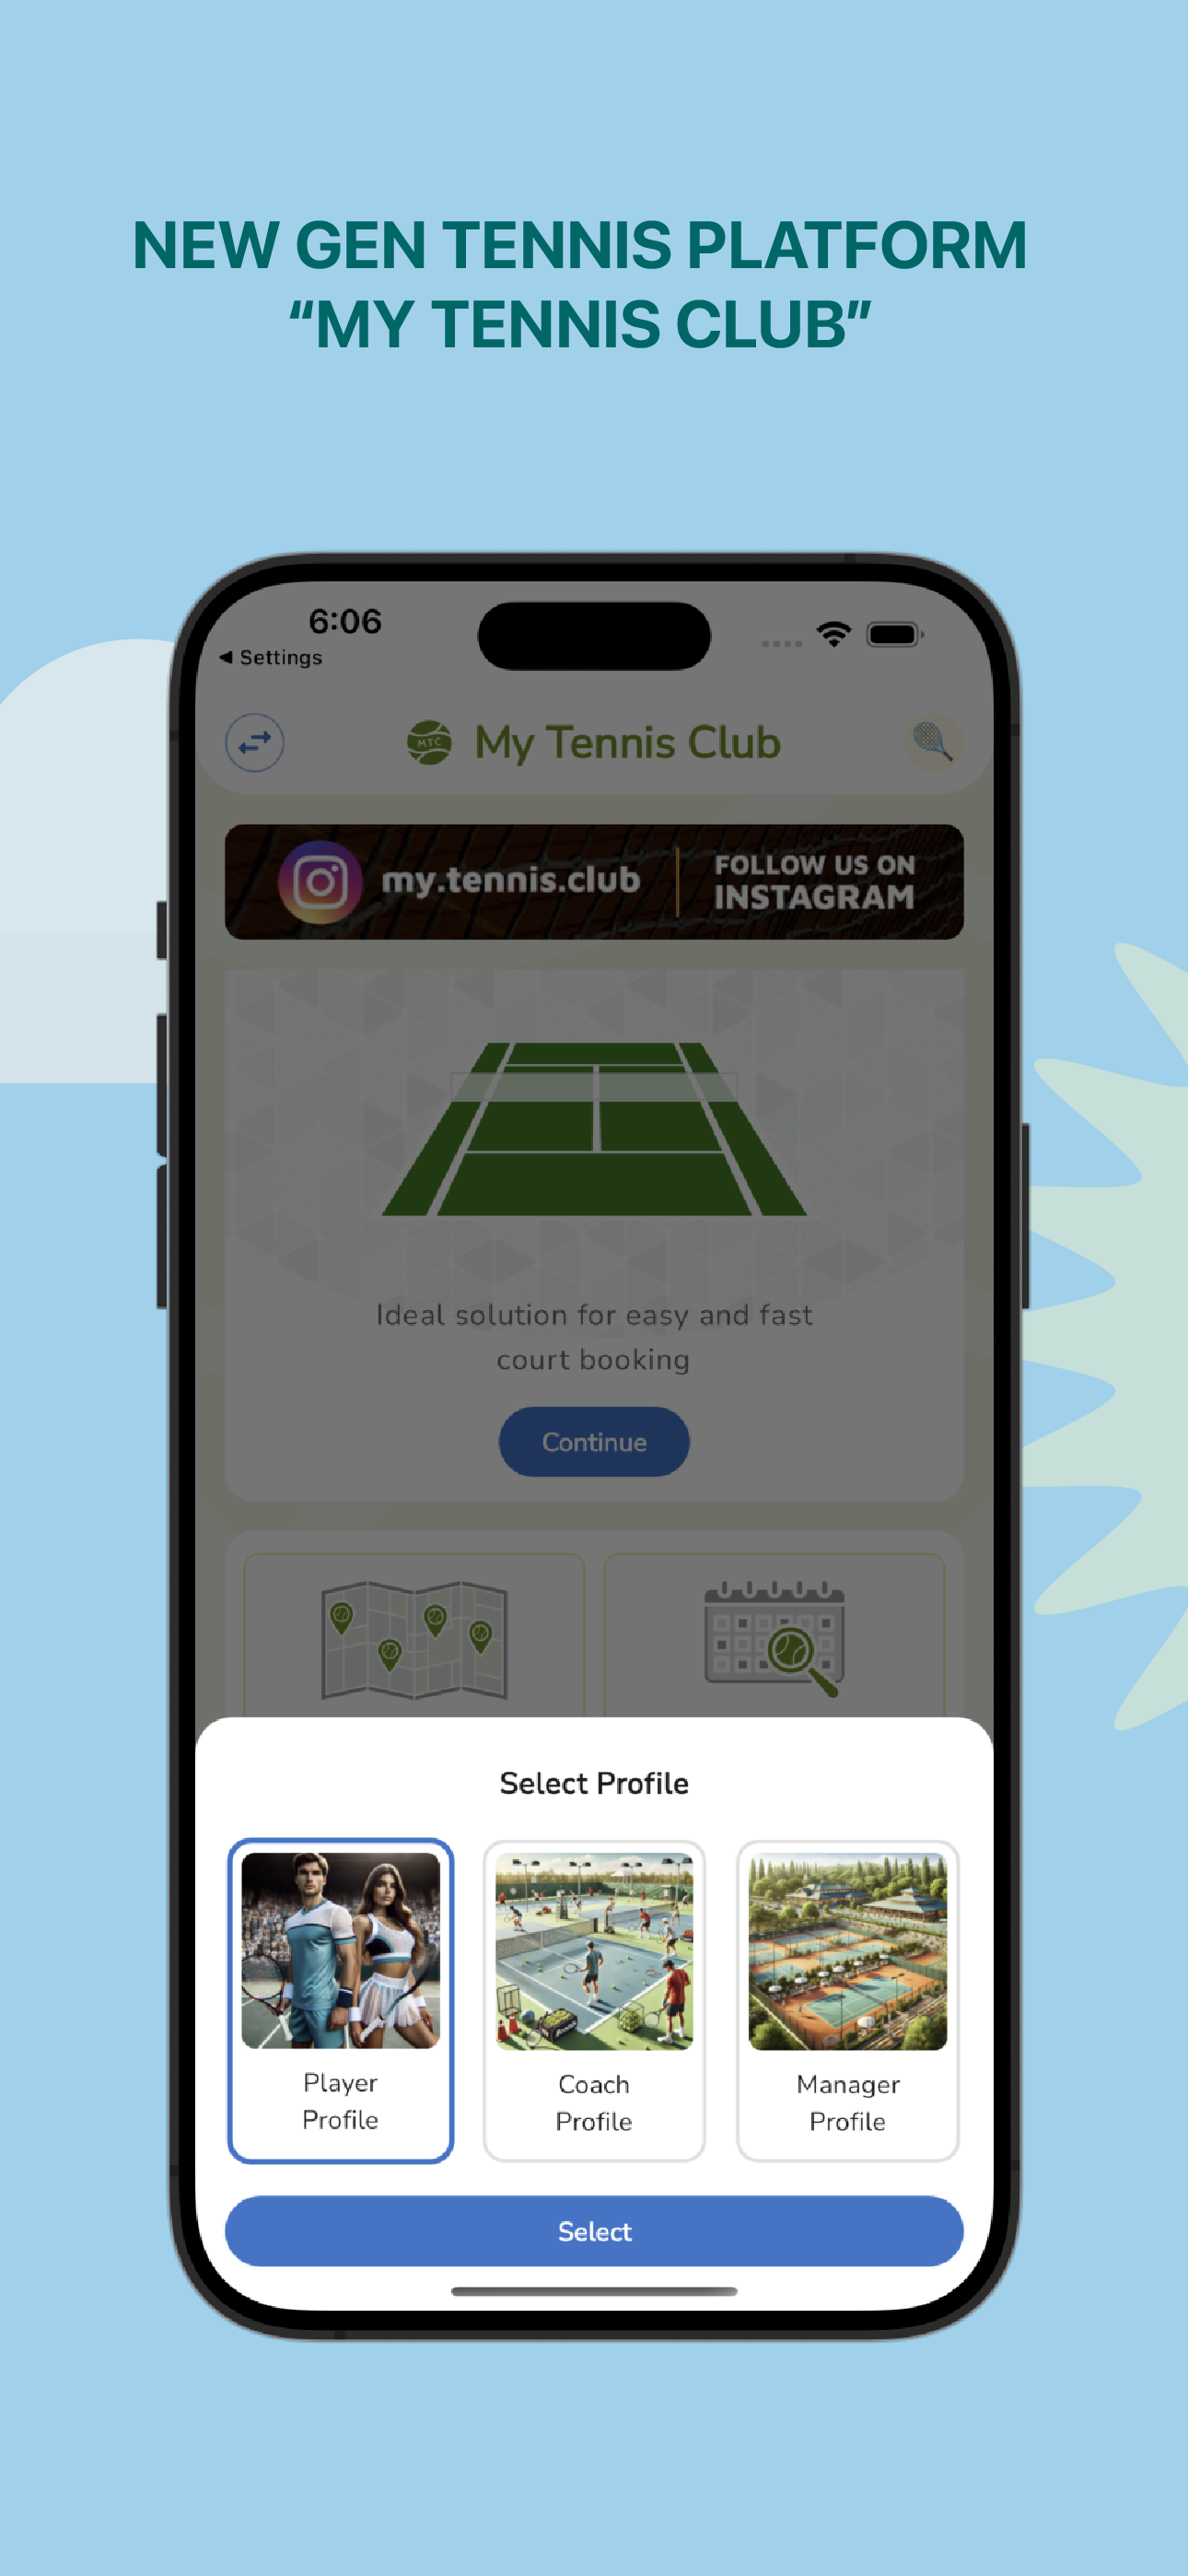 NEW GEN TENNIS PLATFORM
“MY TENNIS CLUB”
6:06
◀ Settings
MTC
My Tennis Club
my.tennis.club
FOLLOW US ON
INSTAGRAM
Ideal solution for easy and fast
court booking
Continue
Select Profile
Player
Profile
Coach
Profile
Manager
Profile
Select